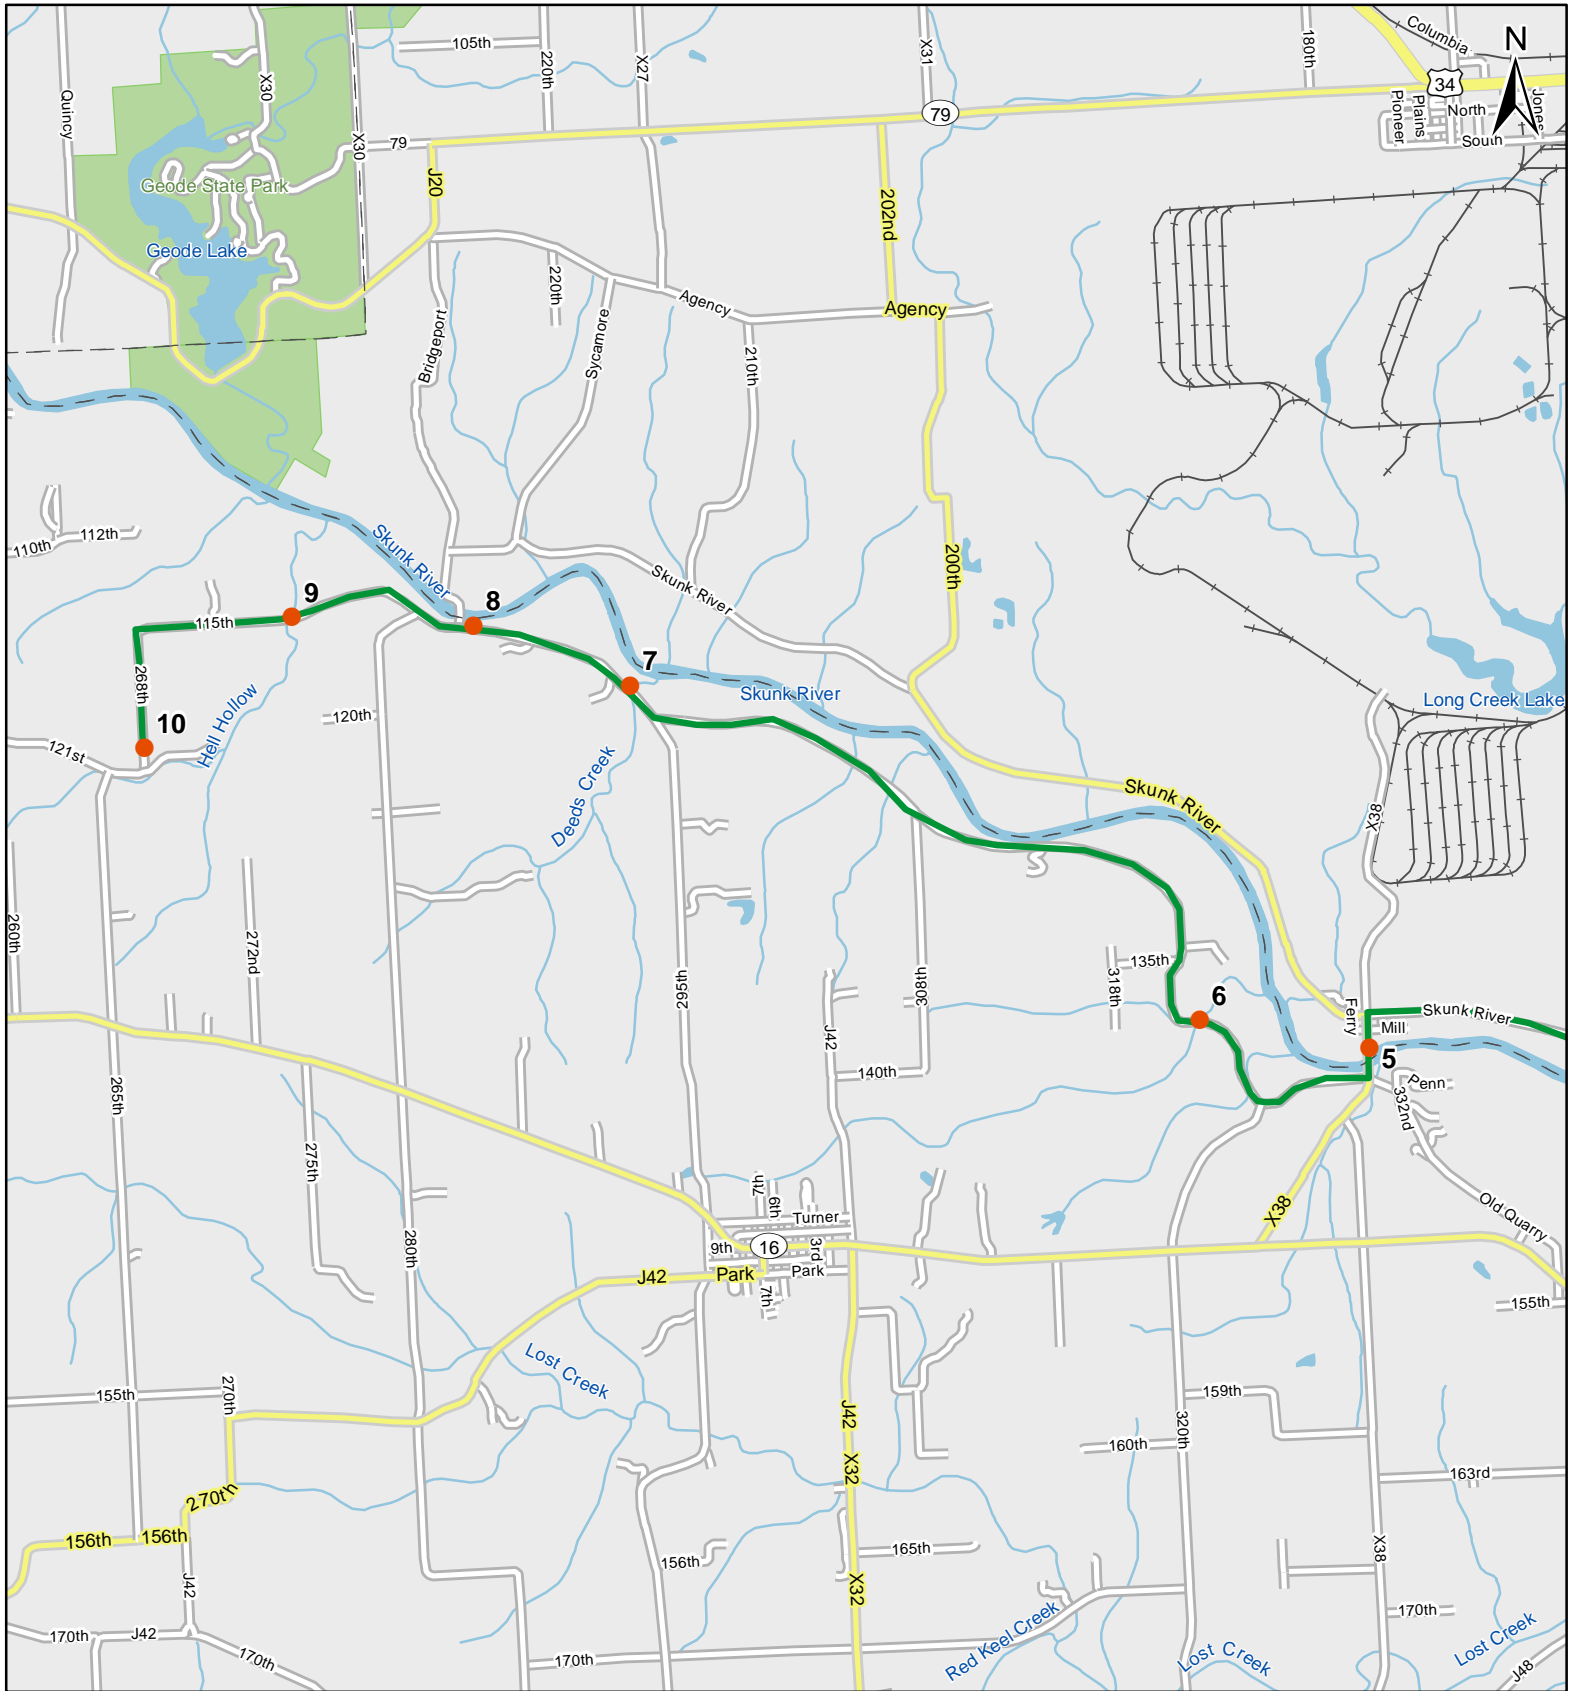 Columbia
N
105th
220th
X27
X31
180th
X30
Quincy
34
Jones
Pioneer
Plains
North
South
79
79
X30
J20
Geode State Park
202nd
Geode Lake
220th
Agency
Agency
Bridgeport
Sycamore
210th
Skunk River
112th
110th
200th
Skunk River
9
8
115th
7
268th
Skunk River
Long Creek Lake
10
Hell Hollow
120th
121st
Deeds Creek
Skunk River
X38
260th
272nd
295th
308th
318th
135th
6
Ferry
Skunk River
Mill
J42
5
140th
Penn
332nd
265th
275th
7th
6th
Turner
X38
Old Quarry
280th
9th
16
3rd
J42
Park
Park
7th
155th
Lost Creek
155th
270th
159th
J42
320th
160th
X32
163rd
270th
156th
156th
156th
165th
X38
J42
X32
170th
Red Keel Creek
170th
J42
170th
170th
Lost Creek
Lost Creek
J48